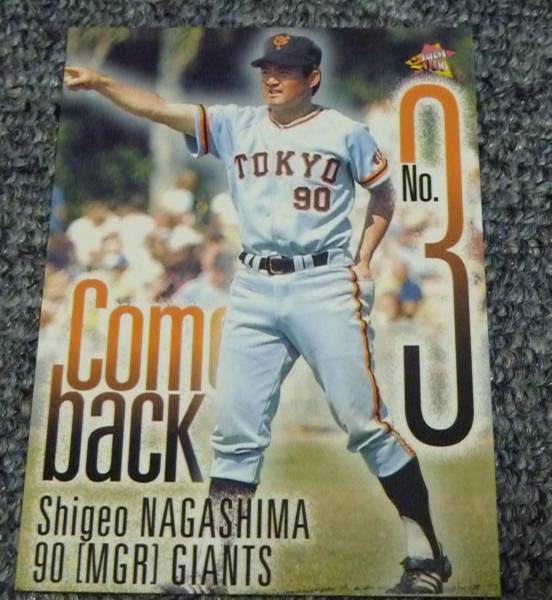 TOKYO
90
No.
3
Come
back
Shigeo NAGASHIMA
90 [MGR] GIANTS